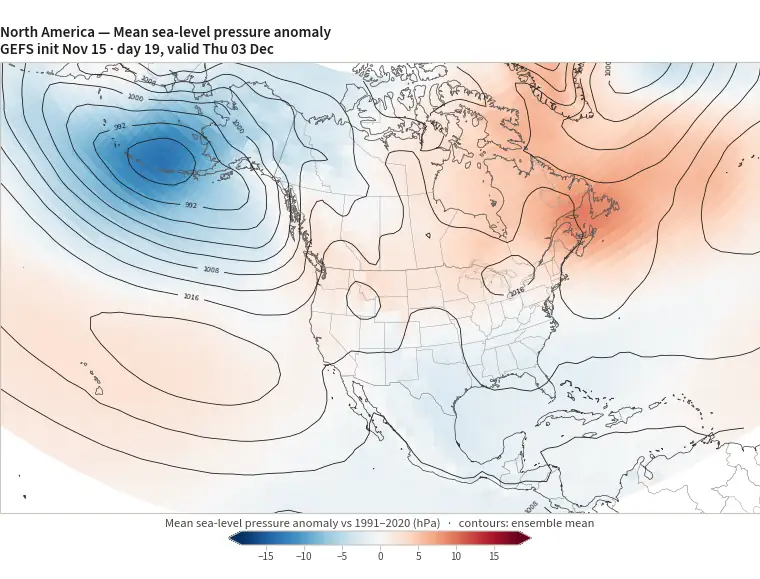 North America — Mean sea-level pressure anomaly
GEFS init Nov 15 · day 19, valid Thu 03 Dec
1008
1000
1000
1000
992
992
1008
1016
1016
1008
Mean sea-level pressure anomaly vs 1991–2020 (hPa) · contours: ensemble mean
−15 −10 −5 0 5 10 15